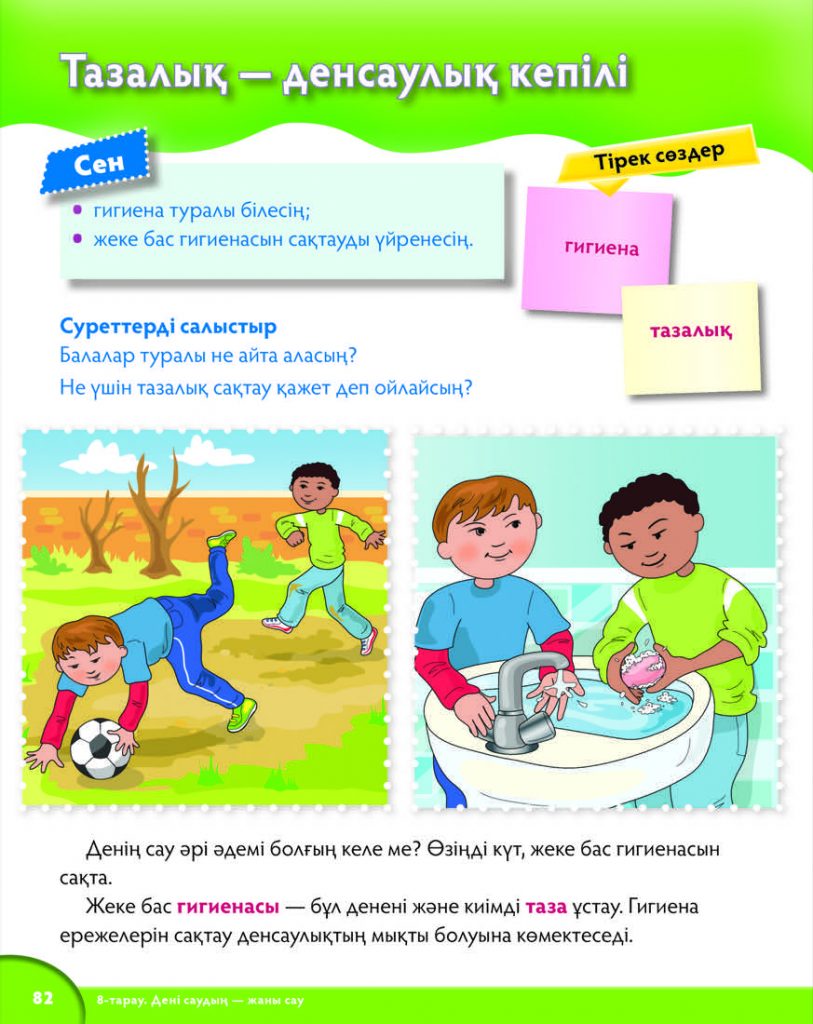 Тазалық — денсаулық кепілі
Сен
• гигиена туралы білесің;
• жеке бас гигиенасын сақтауды үйренесің.
Тірек сөздер
гигиена
тазалық
Суреттерді салыстыр
Балалар туралы не айта аласың?
Не үшін тазалық сақтау қажет деп ойлайсың?
Денің сау әрі әдемі болғың келе ме? Өзіңді күт, жеке бас гигиенасын
сақта.
Жеке бас гигиенасы — бұл денені және киімді таза ұстау. Гигиена
ережелерін сақтау денсаулықтың мықты болуына көмектеседі.
82
8-тарау. Дені саудың — жаны сау